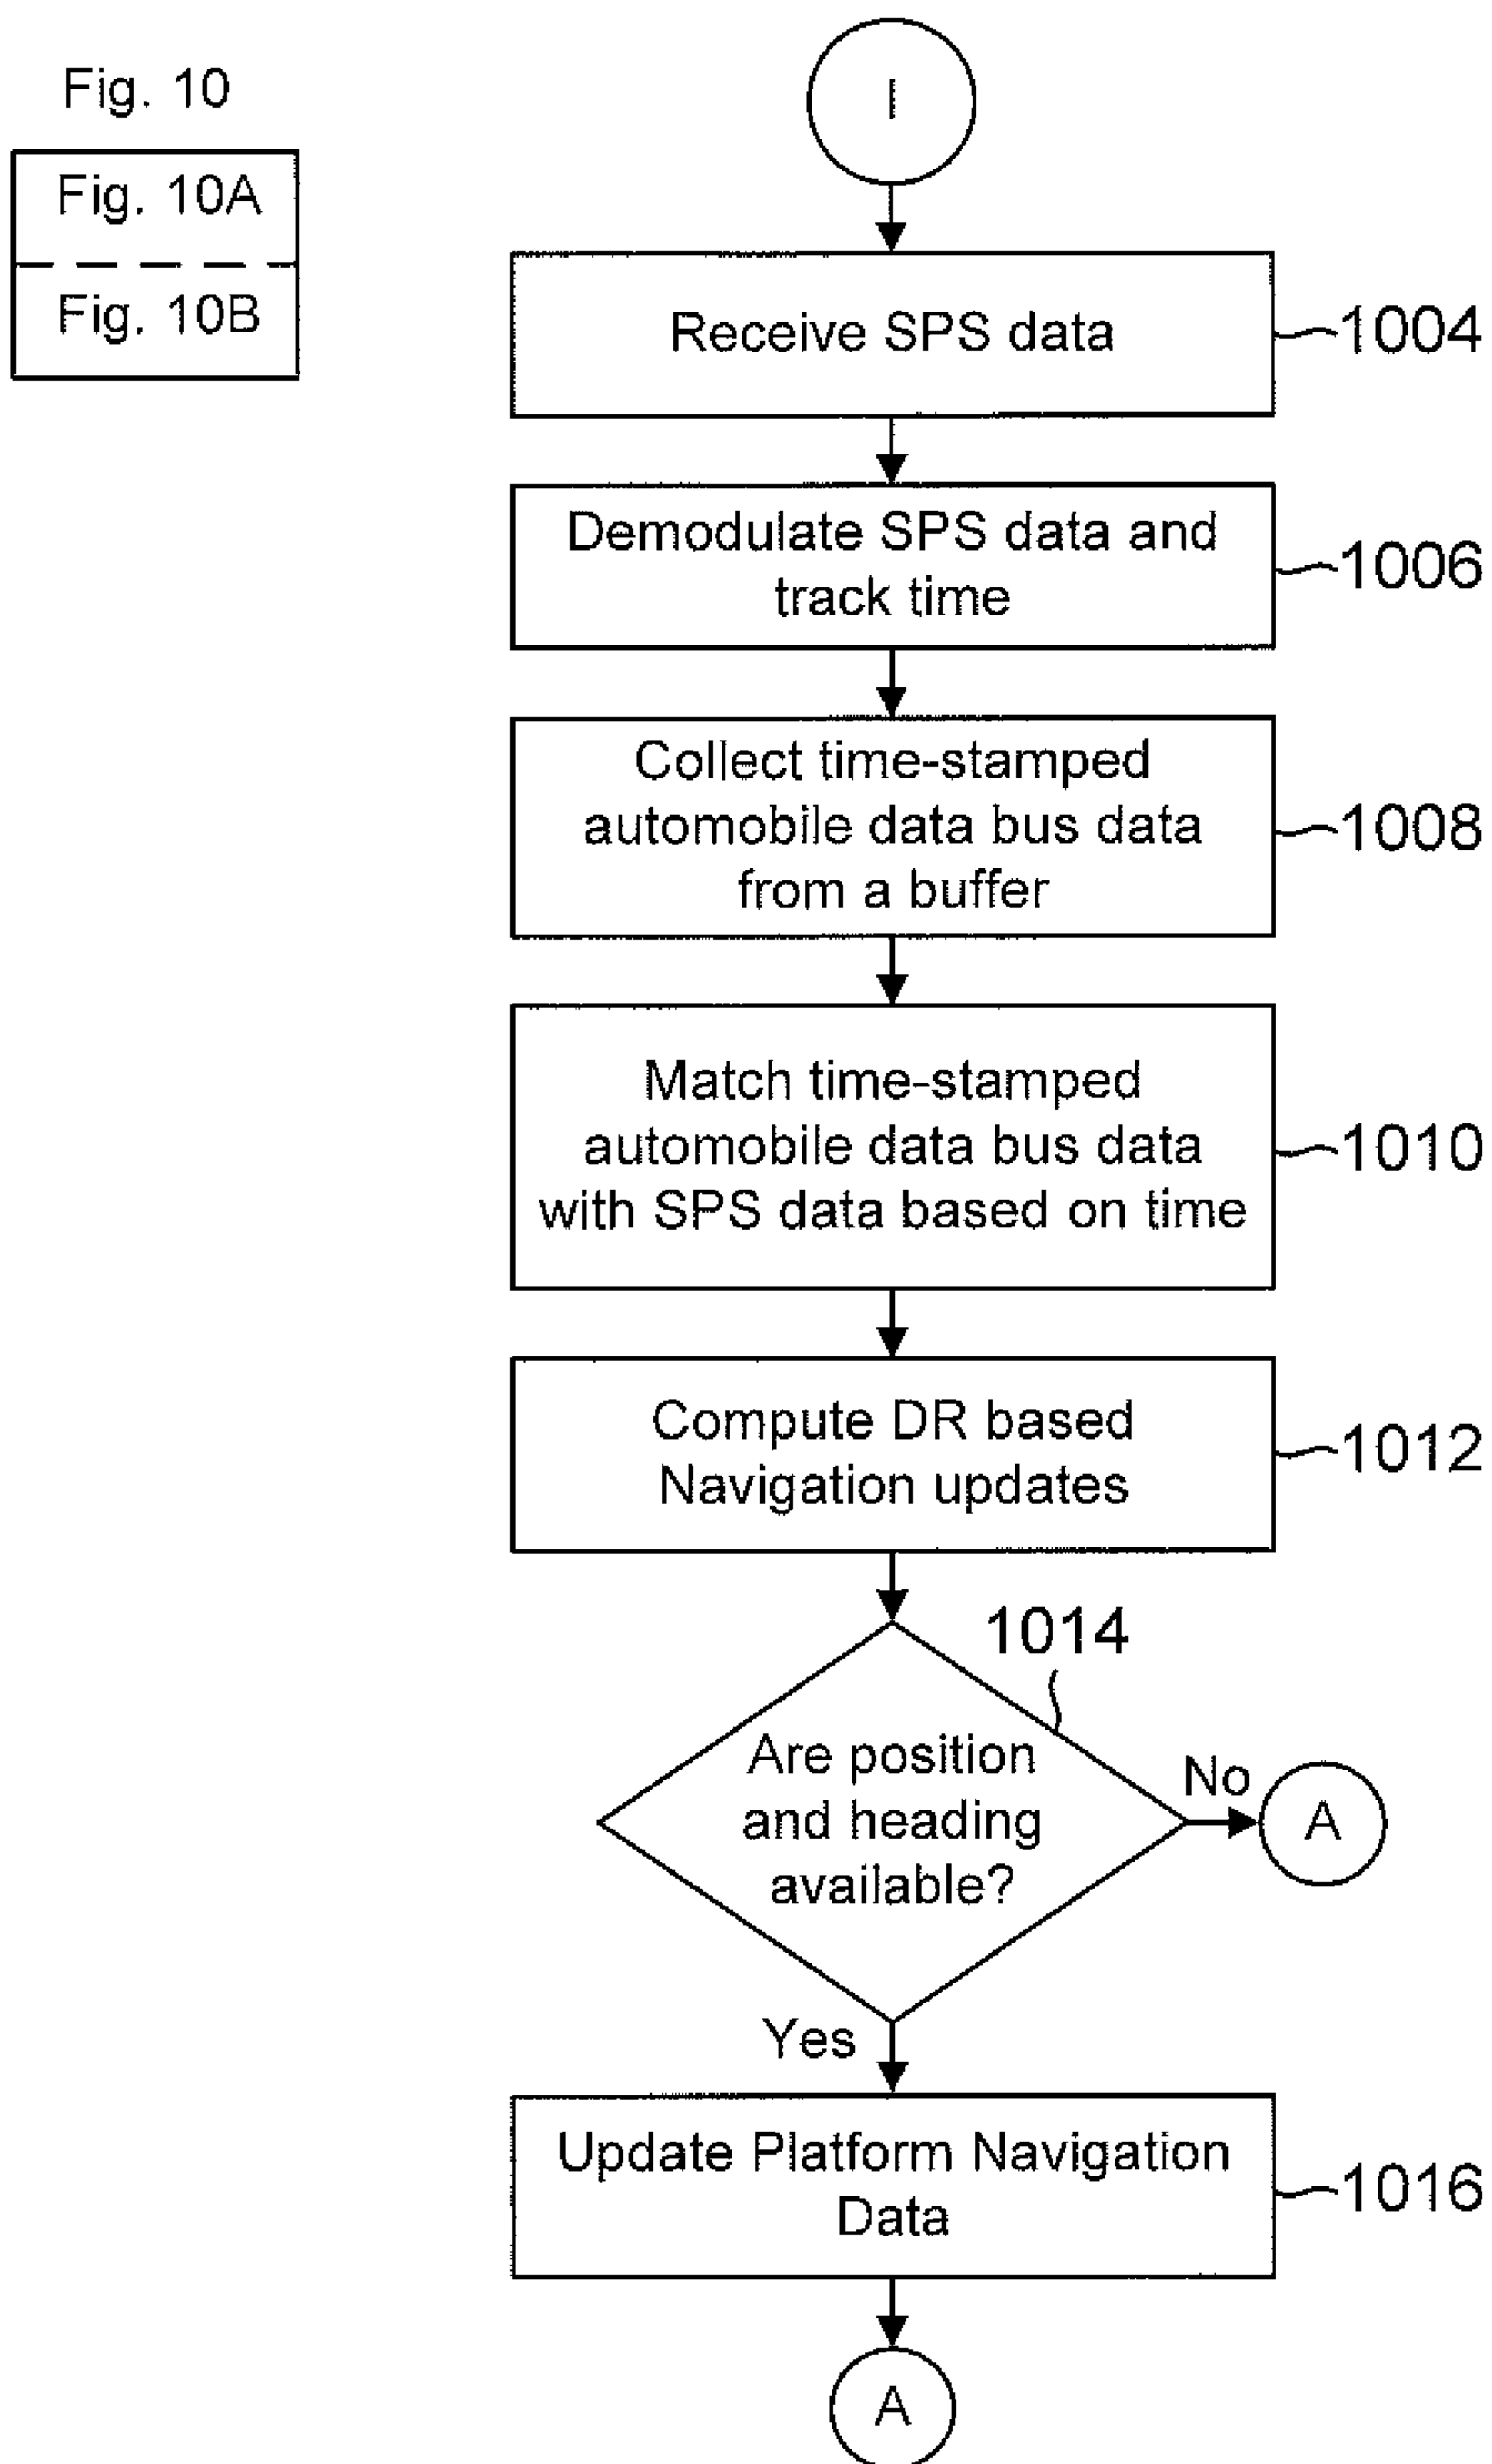 Fig. 10
Fig. 10A
Fig. 10B
I
Receive SPS data
1004
Demodulate SPS data and
track time
1006
Collect time-stamped
automobile data bus data
from a buffer
1008
Match time-stamped
automobile data bus data
with SPS data based on time
1010
Compute DR based
Navigation updates
1012
1014
Are position
and heading
available?
No
A
Yes
Update Platform Navigation
Data
1016
A